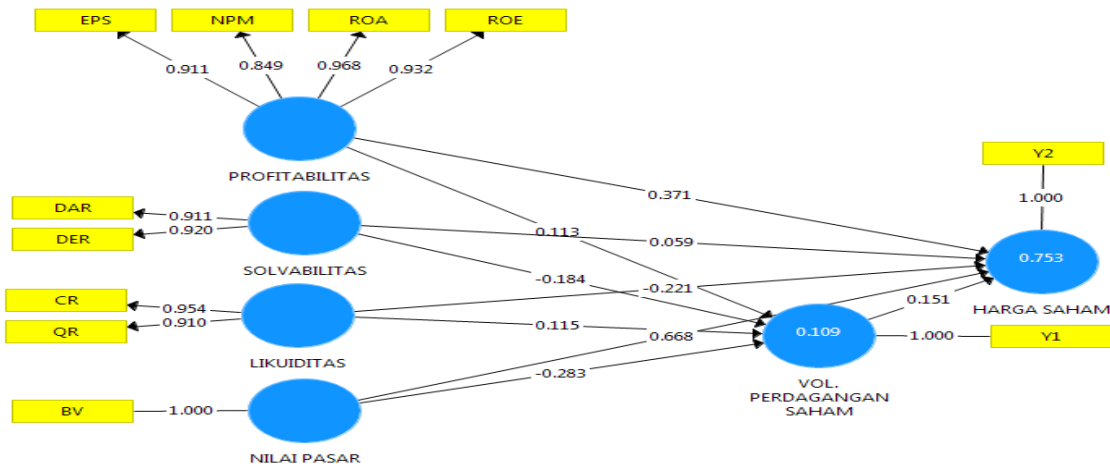 EPS NPM ROA ROE
0.911 0.849 0.968 0.932
PROFITABILITAS
Y2
DAR
0.911
0.371
1.000
DER
0.920
0.113
0.059
SOLVABILITAS
-0.184
0.753
CR
0.954
-0.221
0.151
HARGA SAHAM
QR
0.910
0.115
0.668
0.109
1.000
Y1
LIKUIDITAS
-0.283
VOL.
PERDAGANGAN
SAHAM
BV
1.000
NILAI PASAR